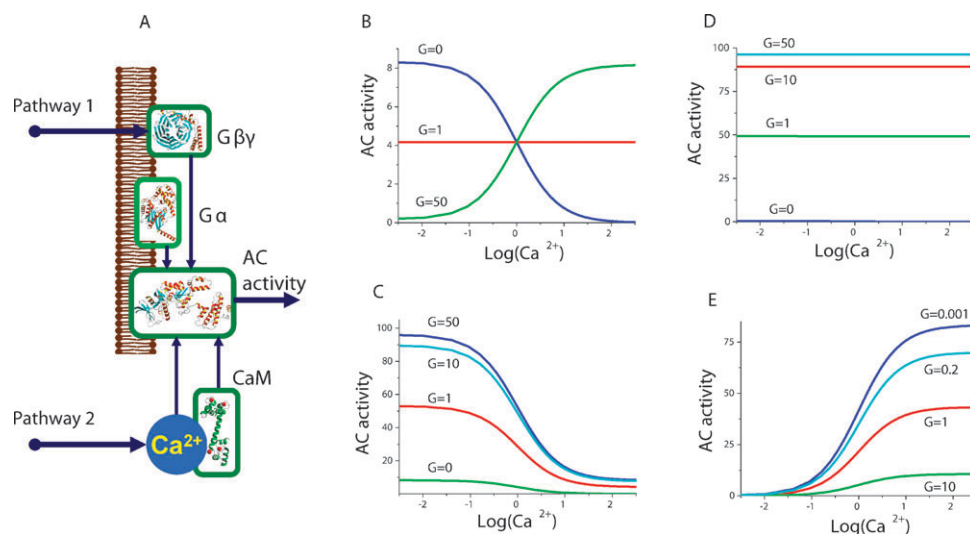 A
Pathway 1
G βγ
G α
AC
activity
CaM
Pathway 2
Ca²⁺
B
AC activity
8
6
4
2
0
G=0
G=1
G=50
-2
-1
0
1
2
Log(Ca ²⁺)
C
AC activity
100
80
60
40
20
G=50
G=10
G=1
G=0
-2
-1
0
1
2
Log(Ca ²⁺)
D
AC activity
100
75
50
25
0
G=50
G=10
G=1
G=0
-2
-1
0
1
2
Log(Ca ²⁺)
E
AC activity
75
50
25
0
G=0.001
G=0.2
G=1
G=10
-2
-1
0
1
2
Log(Ca ²⁺)